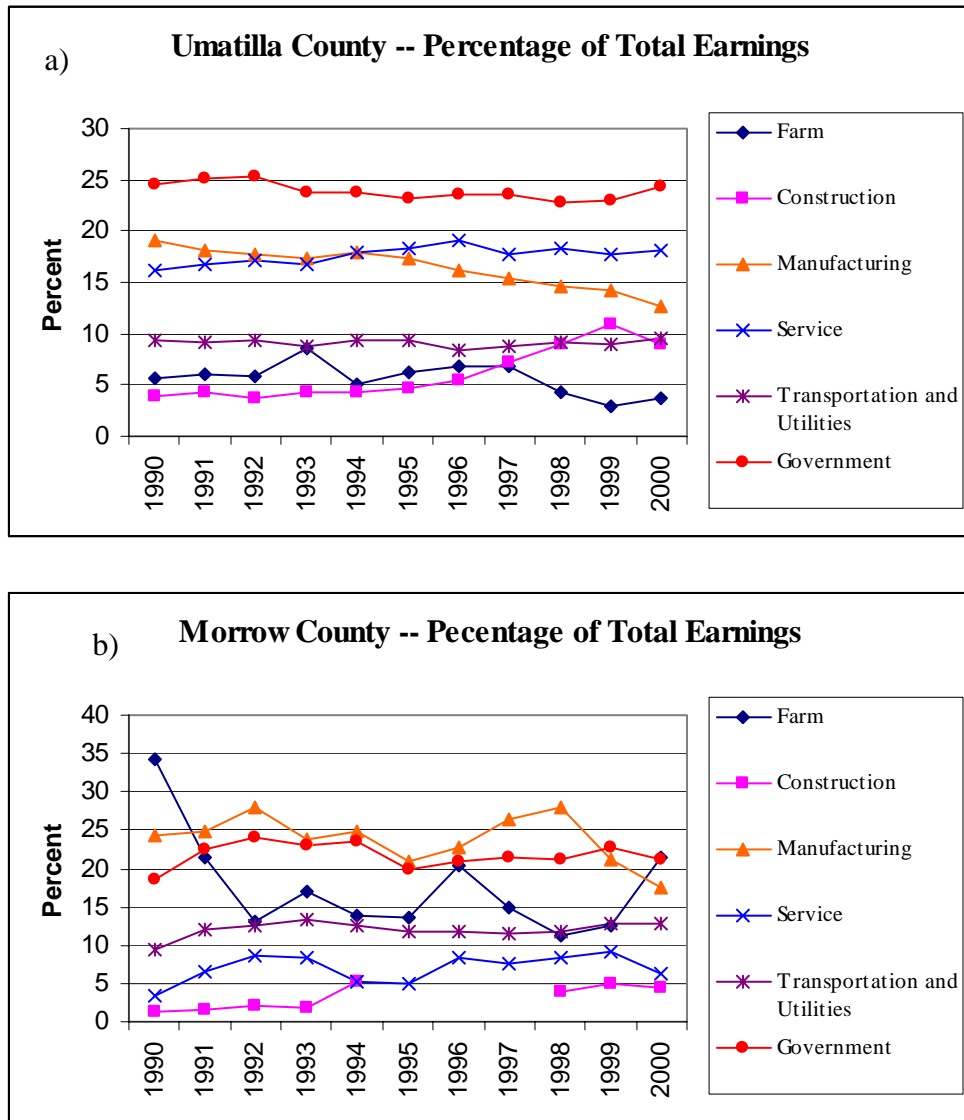 a)
Umatilla County -- Percentage of Total Earnings
30
25
20
15
10
5
0
Percent
1990
1991
1992
1993
1994
1995
1996
1997
1998
1999
2000
Farm
Construction
Manufacturing
Service
Transportation and
Utilities
Government
b)
Morrow County -- Pecentage of Total Earnings
40
35
30
25
20
15
10
5
0
Percent
1990
1991
1992
1993
1994
1995
1996
1997
1998
1999
2000
Farm
Construction
Manufacturing
Service
Transportation and
Utilities
Government